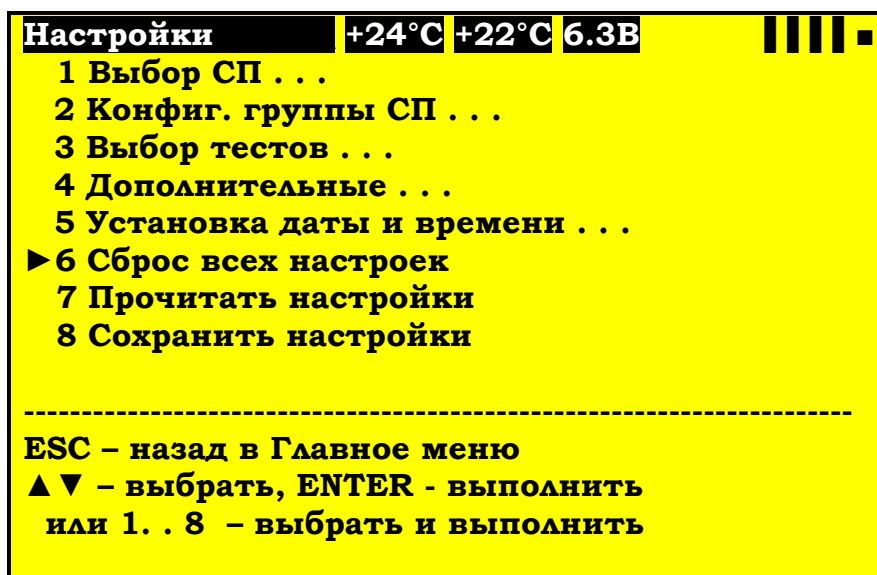 Настройки +24°C +22°C 6.3В
1 Выбор СП . . .
2 Конфиг. группы СП . . .
3 Выбор тестов . . .
4 Дополнительные . . .
5 Установка даты и времени . . .
►6 Сброс всех настроек
7 Прочитать настройки
8 Сохранить настройки
-----------------------------------------------------------------------
ESC – назад в Главное меню
▲▼ – выбрать, ENTER - выполнить
или 1. . 8 – выбрать и выполнить